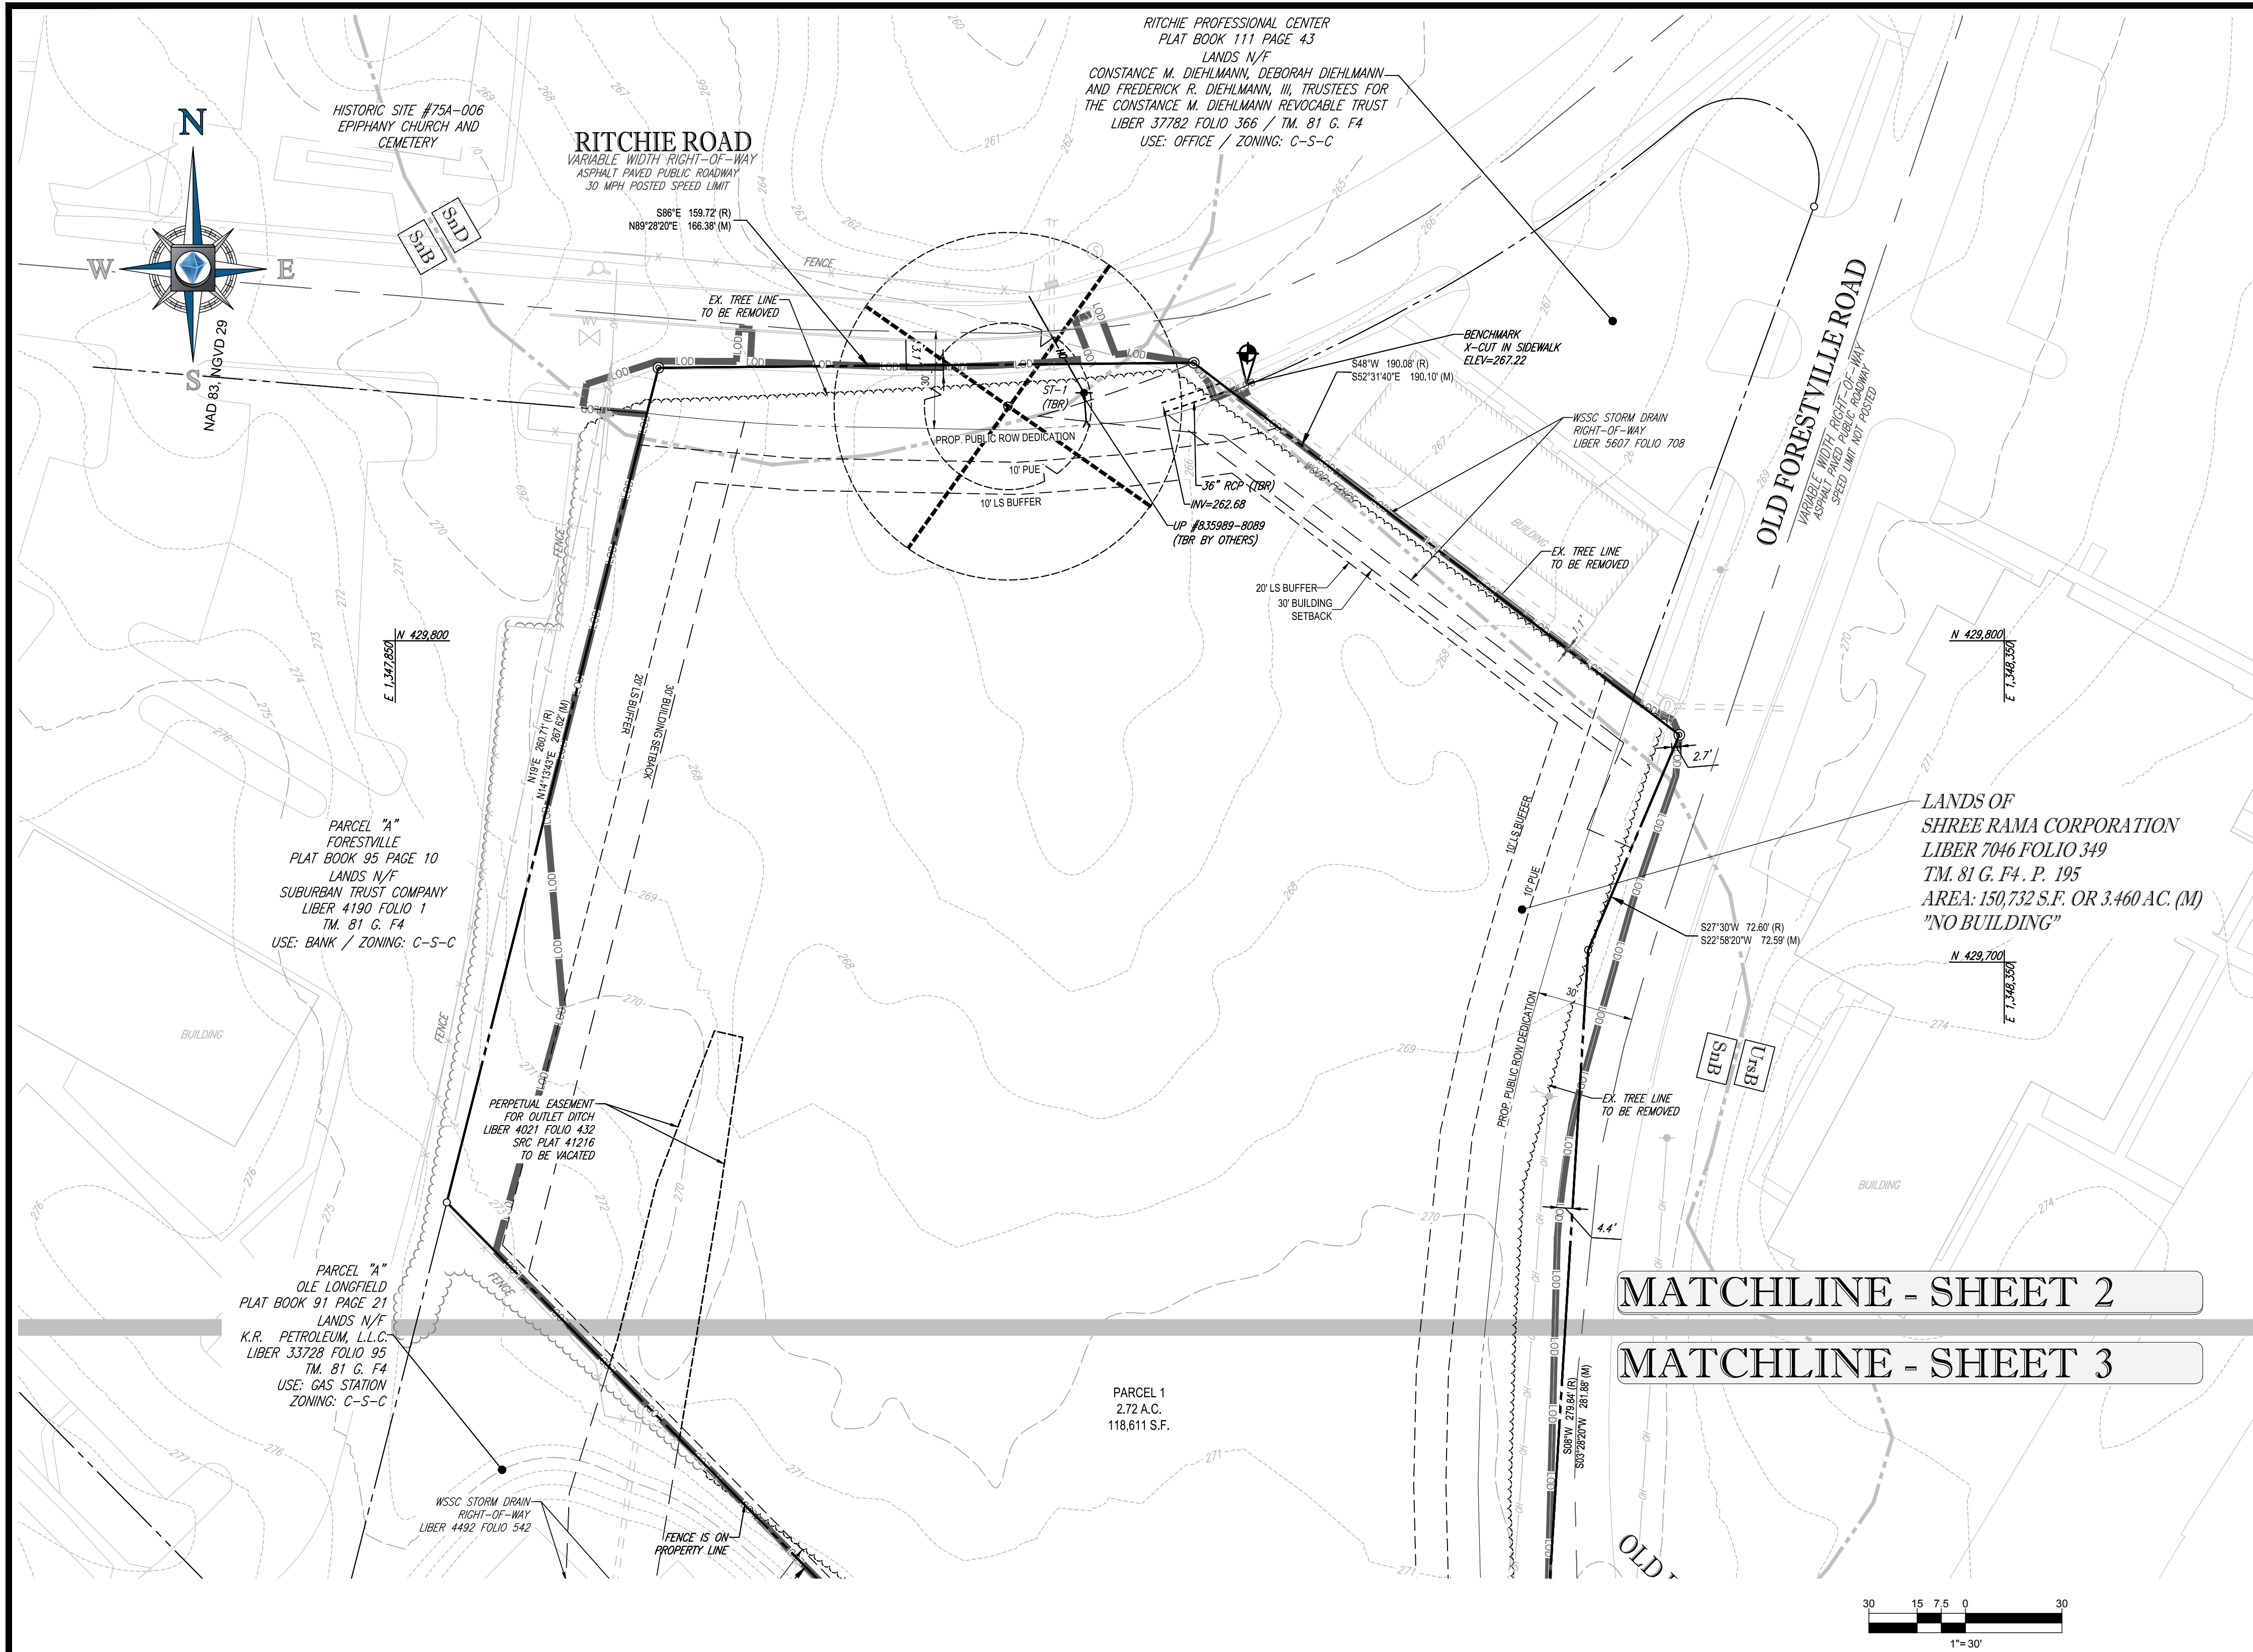 RITCHIE PROFESSIONAL CENTER
PLAT BOOK 111 PAGE 43
LANDS N/F
CONSTANCE M. DIEHLMANN, DEBORAH DIEHLMANN
AND FREDERICK R. DIEHLMANN, III, TRUSTEES FOR
THE CONSTANCE M. DIEHLMANN REVOCABLE TRUST
LIBER 37782 FOLIO 366 / TM. 81 G. F4
USE: OFFICE / ZONING: C-S-C
HISTORIC SITE #75A-006
EPIPHANY CHURCH AND
CEMETERY
N
W
E
S
NAD 83, NGVD 29
RITCHIE ROAD
VARIABLE WIDTH RIGHT-OF-WAY
ASPHALT PAVED PUBLIC ROADWAY
30 MPH POSTED SPEED LIMIT
S86°E 159.72' (R)
N89°28'20"E 166.38' (M)
SnD
SnB
FENCE
EX. TREE LINE
TO BE REMOVED
ST-1
(TBR)
PROP. PUBLIC ROW DEDICATION
10' PUE
10' LS BUFFER
36" RCP (TBR)
INV=262.68
UP #835989-8089
(TBR BY OTHERS)
BENCHMARK
X-CUT IN SIDEWALK
ELEV=267.22
S48°W 190.08' (R)
S52°31'40"E 190.10' (M)
WSSC STORM DRAIN
RIGHT-OF-WAY
LIBER 5607 FOLIO 708
WOOD FENCE
BUILDING
EX. TREE LINE
TO BE REMOVED
1.1'
20' LS BUFFER
30' BUILDING
SETBACK
OLD FORESTVILLE ROAD
VARIABLE WIDTH RIGHT-OF-WAY
ASPHALT PAVED PUBLIC ROADWAY
SPEED LIMIT NOT POSTED
N 429,800
E 1,347,850
N 429,800
E 1,348,350
2.7'
FENCE
20' LS BUFFER
30' BUILDING SETBACK
N19°E 260.71' (R)
N14°13'43"E 267.62' (M)
LOD
PARCEL "A"
FORESTVILLE
PLAT BOOK 95 PAGE 10
LANDS N/F
SUBURBAN TRUST COMPANY
LIBER 4190 FOLIO 1
TM. 81 G. F4
USE: BANK / ZONING: C-S-C
BUILDING
FENCE
10' LS BUFFER
10' PUE
LANDS OF
SHREE RAMA CORPORATION
LIBER 7046 FOLIO 349
TM. 81 G. F4 . P. 195
AREA: 150,732 S.F. OR 3.460 AC. (M)
"NO BUILDING"
S27°30'W 72.60' (R)
S22°58'20"W 72.59' (M)
N 429,700
E 1,348,350
PROP. PUBLIC ROW DEDICATION
SnB
UrsB
EX. TREE LINE
TO BE REMOVED
PERPETUAL EASEMENT
FOR OUTLET DITCH
LIBER 4021 FOLIO 432
SRC PLAT 41216
TO BE VACATED
BUILDING
4.4'
FENCE
PARCEL "A"
OLE LONGFIELD
PLAT BOOK 91 PAGE 21
LANDS N/F
K.R. PETROLEUM, L.L.C.
LIBER 33728 FOLIO 95
TM. 81 G. F4
USE: GAS STATION
ZONING: C-S-C
MATCHLINE - SHEET 2
MATCHLINE - SHEET 3
S08°W 279.84' (R)
S03°28'20"W 281.88' (M)
PARCEL 1
2.72 A.C.
118,611 S.F.
WSSC STORM DRAIN
RIGHT-OF-WAY
LIBER 4492 FOLIO 542
FENCE IS ON
PROPERTY LINE
OLD
30 15 7.5 0 30
1"= 30'